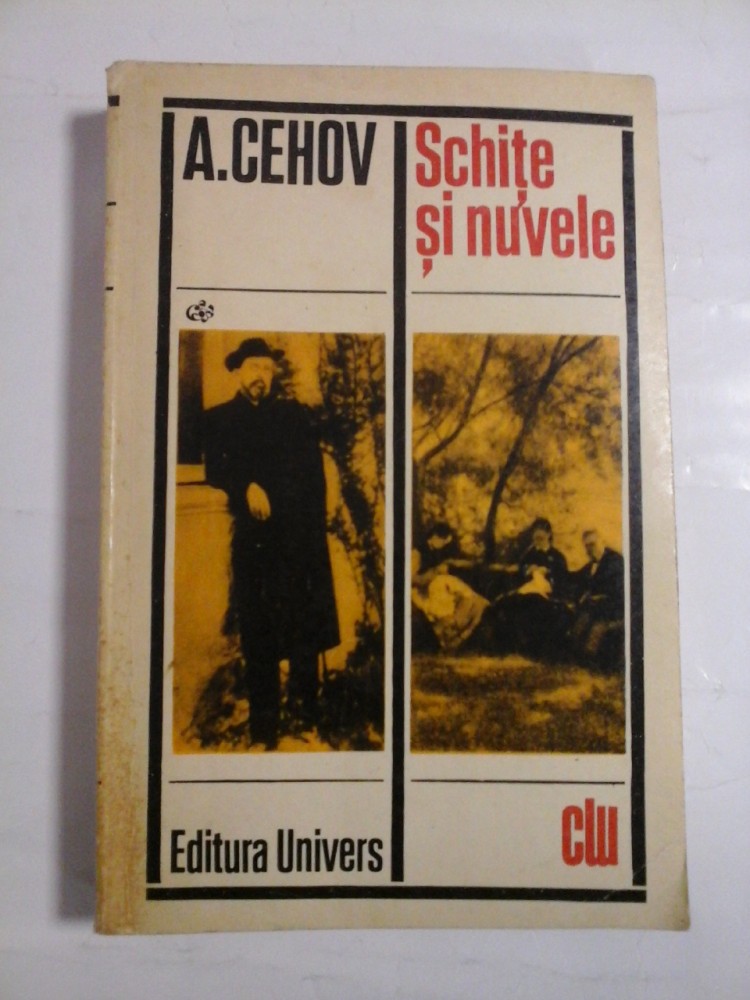 A.CEHOV
Schițe
și nuvele
Editura Univers
clu